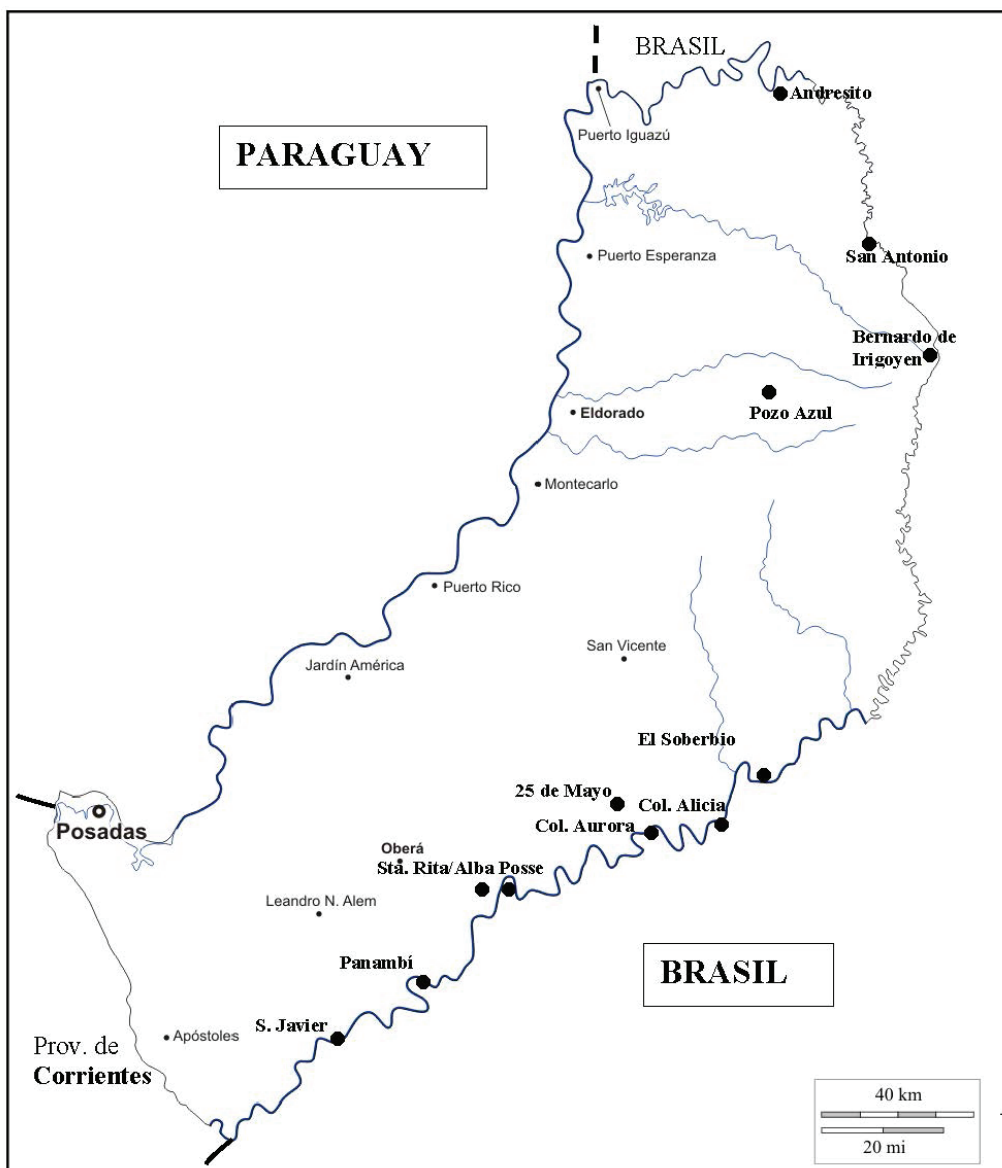 BRASIL
Andresito
Puerto Iguazú
PARAGUAY
San Antonio
Puerto Esperanza
Bernardo de
Irigoyen
Pozo Azul
Eldorado
Montecarlo
Puerto Rico
San Vicente
Jardín América
El Soberbio
25 de Mayo
Col. Alicia
Posadas
Col. Aurora
Oberá
Sta. Rita/Alba Posse
Leandro N. Alem
Panambí
BRASIL
S. Javier
Apóstoles
Prov. de
Corrientes
40 km
20 mi